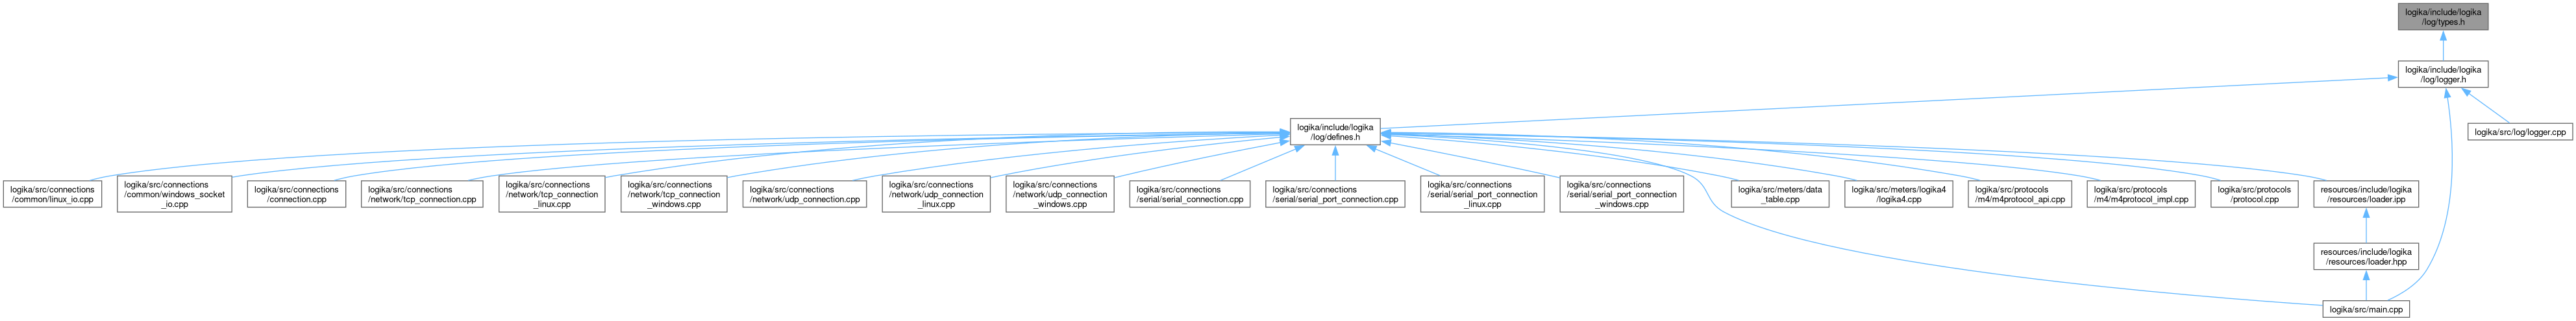 logika/include/logika
/log/types.h
logika/include/logika
/log/logger.h
logika/include/logika
/log/defines.h
logika/src/log/logger.cpp
logika/src/connections
/common/linux_io.cpp
logika/src/connections
/common/windows_socket
_io.cpp
logika/src/connections
/connection.cpp
logika/src/connections
/network/tcp_connection.cpp
logika/src/connections
/network/tcp_connection
_linux.cpp
logika/src/connections
/network/tcp_connection
_windows.cpp
logika/src/connections
/network/udp_connection.cpp
logika/src/connections
/network/udp_connection
_linux.cpp
logika/src/connections
/network/udp_connection
_windows.cpp
logika/src/connections
/serial/serial_connection.cpp
logika/src/connections
/serial/serial_port_connection.cpp
logika/src/connections
/serial/serial_port_connection
_linux.cpp
logika/src/connections
/serial/serial_port_connection
_windows.cpp
logika/src/meters/data
_table.cpp
logika/src/meters/logika4
/logika4.cpp
logika/src/protocols
/m4/m4protocol_api.cpp
logika/src/protocols
/m4/m4protocol_impl.cpp
logika/src/protocols
/protocol.cpp
resources/include/logika
/resources/loader.ipp
resources/include/logika
/resources/loader.hpp
logika/src/main.cpp